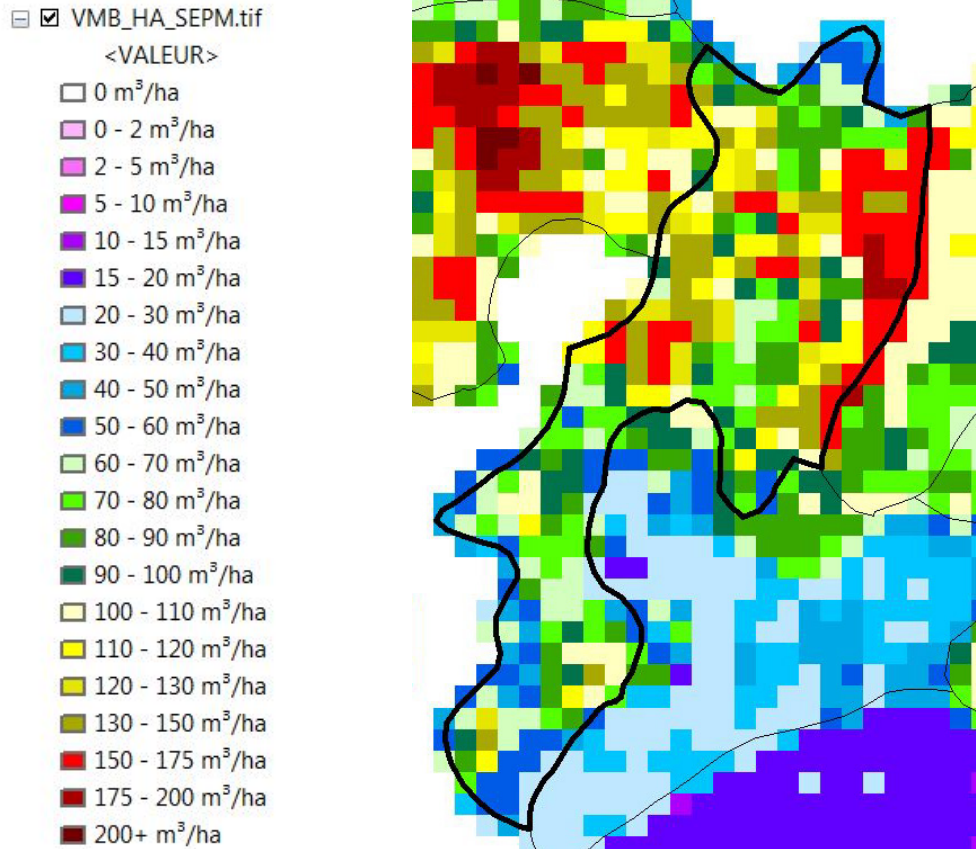 VMB_HA_SEPM.tif
<VALEUR>
0 m³/ha
0 - 2 m³/ha
2 - 5 m³/ha
5 - 10 m³/ha
10 - 15 m³/ha
15 - 20 m³/ha
20 - 30 m³/ha
30 - 40 m³/ha
40 - 50 m³/ha
50 - 60 m³/ha
60 - 70 m³/ha
70 - 80 m³/ha
80 - 90 m³/ha
90 - 100 m³/ha
100 - 110 m³/ha
110 - 120 m³/ha
120 - 130 m³/ha
130 - 150 m³/ha
150 - 175 m³/ha
175 - 200 m³/ha
200+ m³/ha